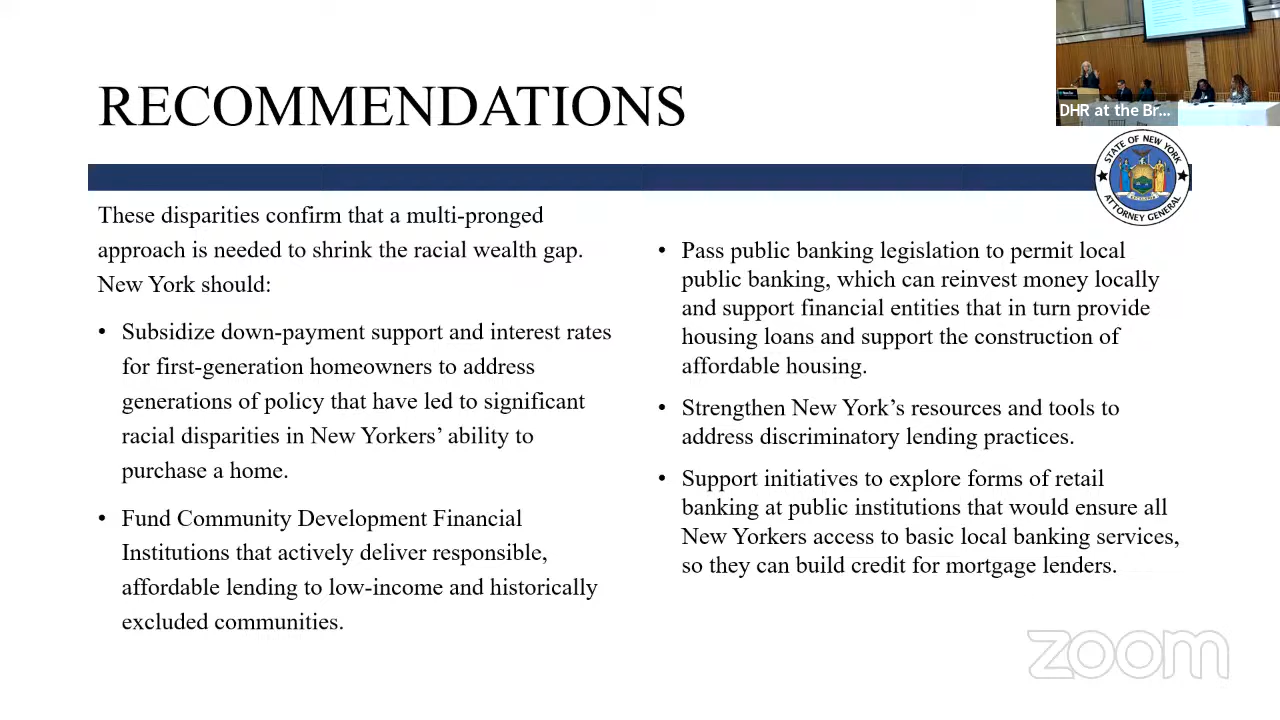 RECOMMENDATIONS
DHR at the Br...
STATE OF NEW YORK
ATTORNEY GENERAL
These disparities confirm that a multi-pronged
approach is needed to shrink the racial wealth gap.
New York should:
• Subsidize down-payment support and interest rates
for first-generation homeowners to address
generations of policy that have led to significant
racial disparities in New Yorkers’ ability to
purchase a home.
• Fund Community Development Financial
Institutions that actively deliver responsible,
affordable lending to low-income and historically
excluded communities.
• Pass public banking legislation to permit local
public banking, which can reinvest money locally
and support financial entities that in turn provide
housing loans and support the construction of
affordable housing.
• Strengthen New York’s resources and tools to
address discriminatory lending practices.
• Support initiatives to explore forms of retail
banking at public institutions that would ensure all
New Yorkers access to basic local banking services,
so they can build credit for mortgage lenders.
zoom